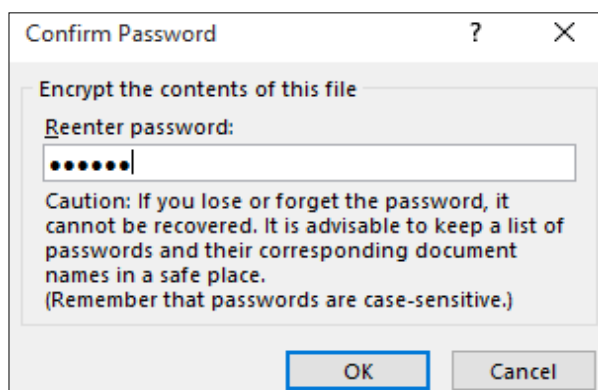 Confirm Password ? X
Encrypt the contents of this file
Reenter password:
●●●●●●
Caution: If you lose or forget the password, it
cannot be recovered. It is advisable to keep a list of
passwords and their corresponding document
names in a safe place.
(Remember that passwords are case-sensitive.)
OK Cancel